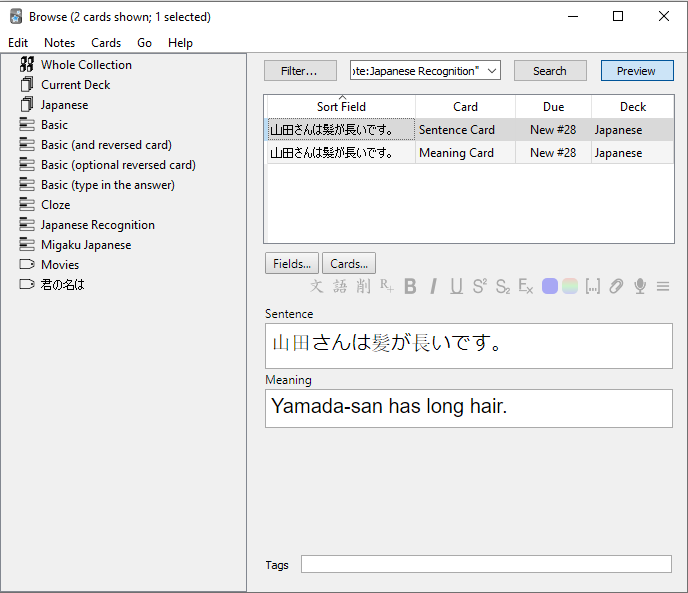 Browse (2 cards shown; 1 selected)
Edit Notes Cards Go Help
Whole Collection
Current Deck
Japanese
Basic
Basic (and reversed card)
Basic (optional reversed card)
Basic (type in the answer)
Cloze
Japanese Recognition
Migaku Japanese
Movies
君の名は
Filter... ote:Japanese Recognition" Search Preview
Sort Field Card Due Deck
山田さんは髪が長いです。 Sentence Card New #28 Japanese
山田さんは髪が長いです。 Meaning Card New #28 Japanese
Fields... Cards...
文 語 削 R+ B I U S² S₂ Ex [...]
Sentence
山田さんは髪が長いです。
Meaning
Yamada-san has long hair.
Tags